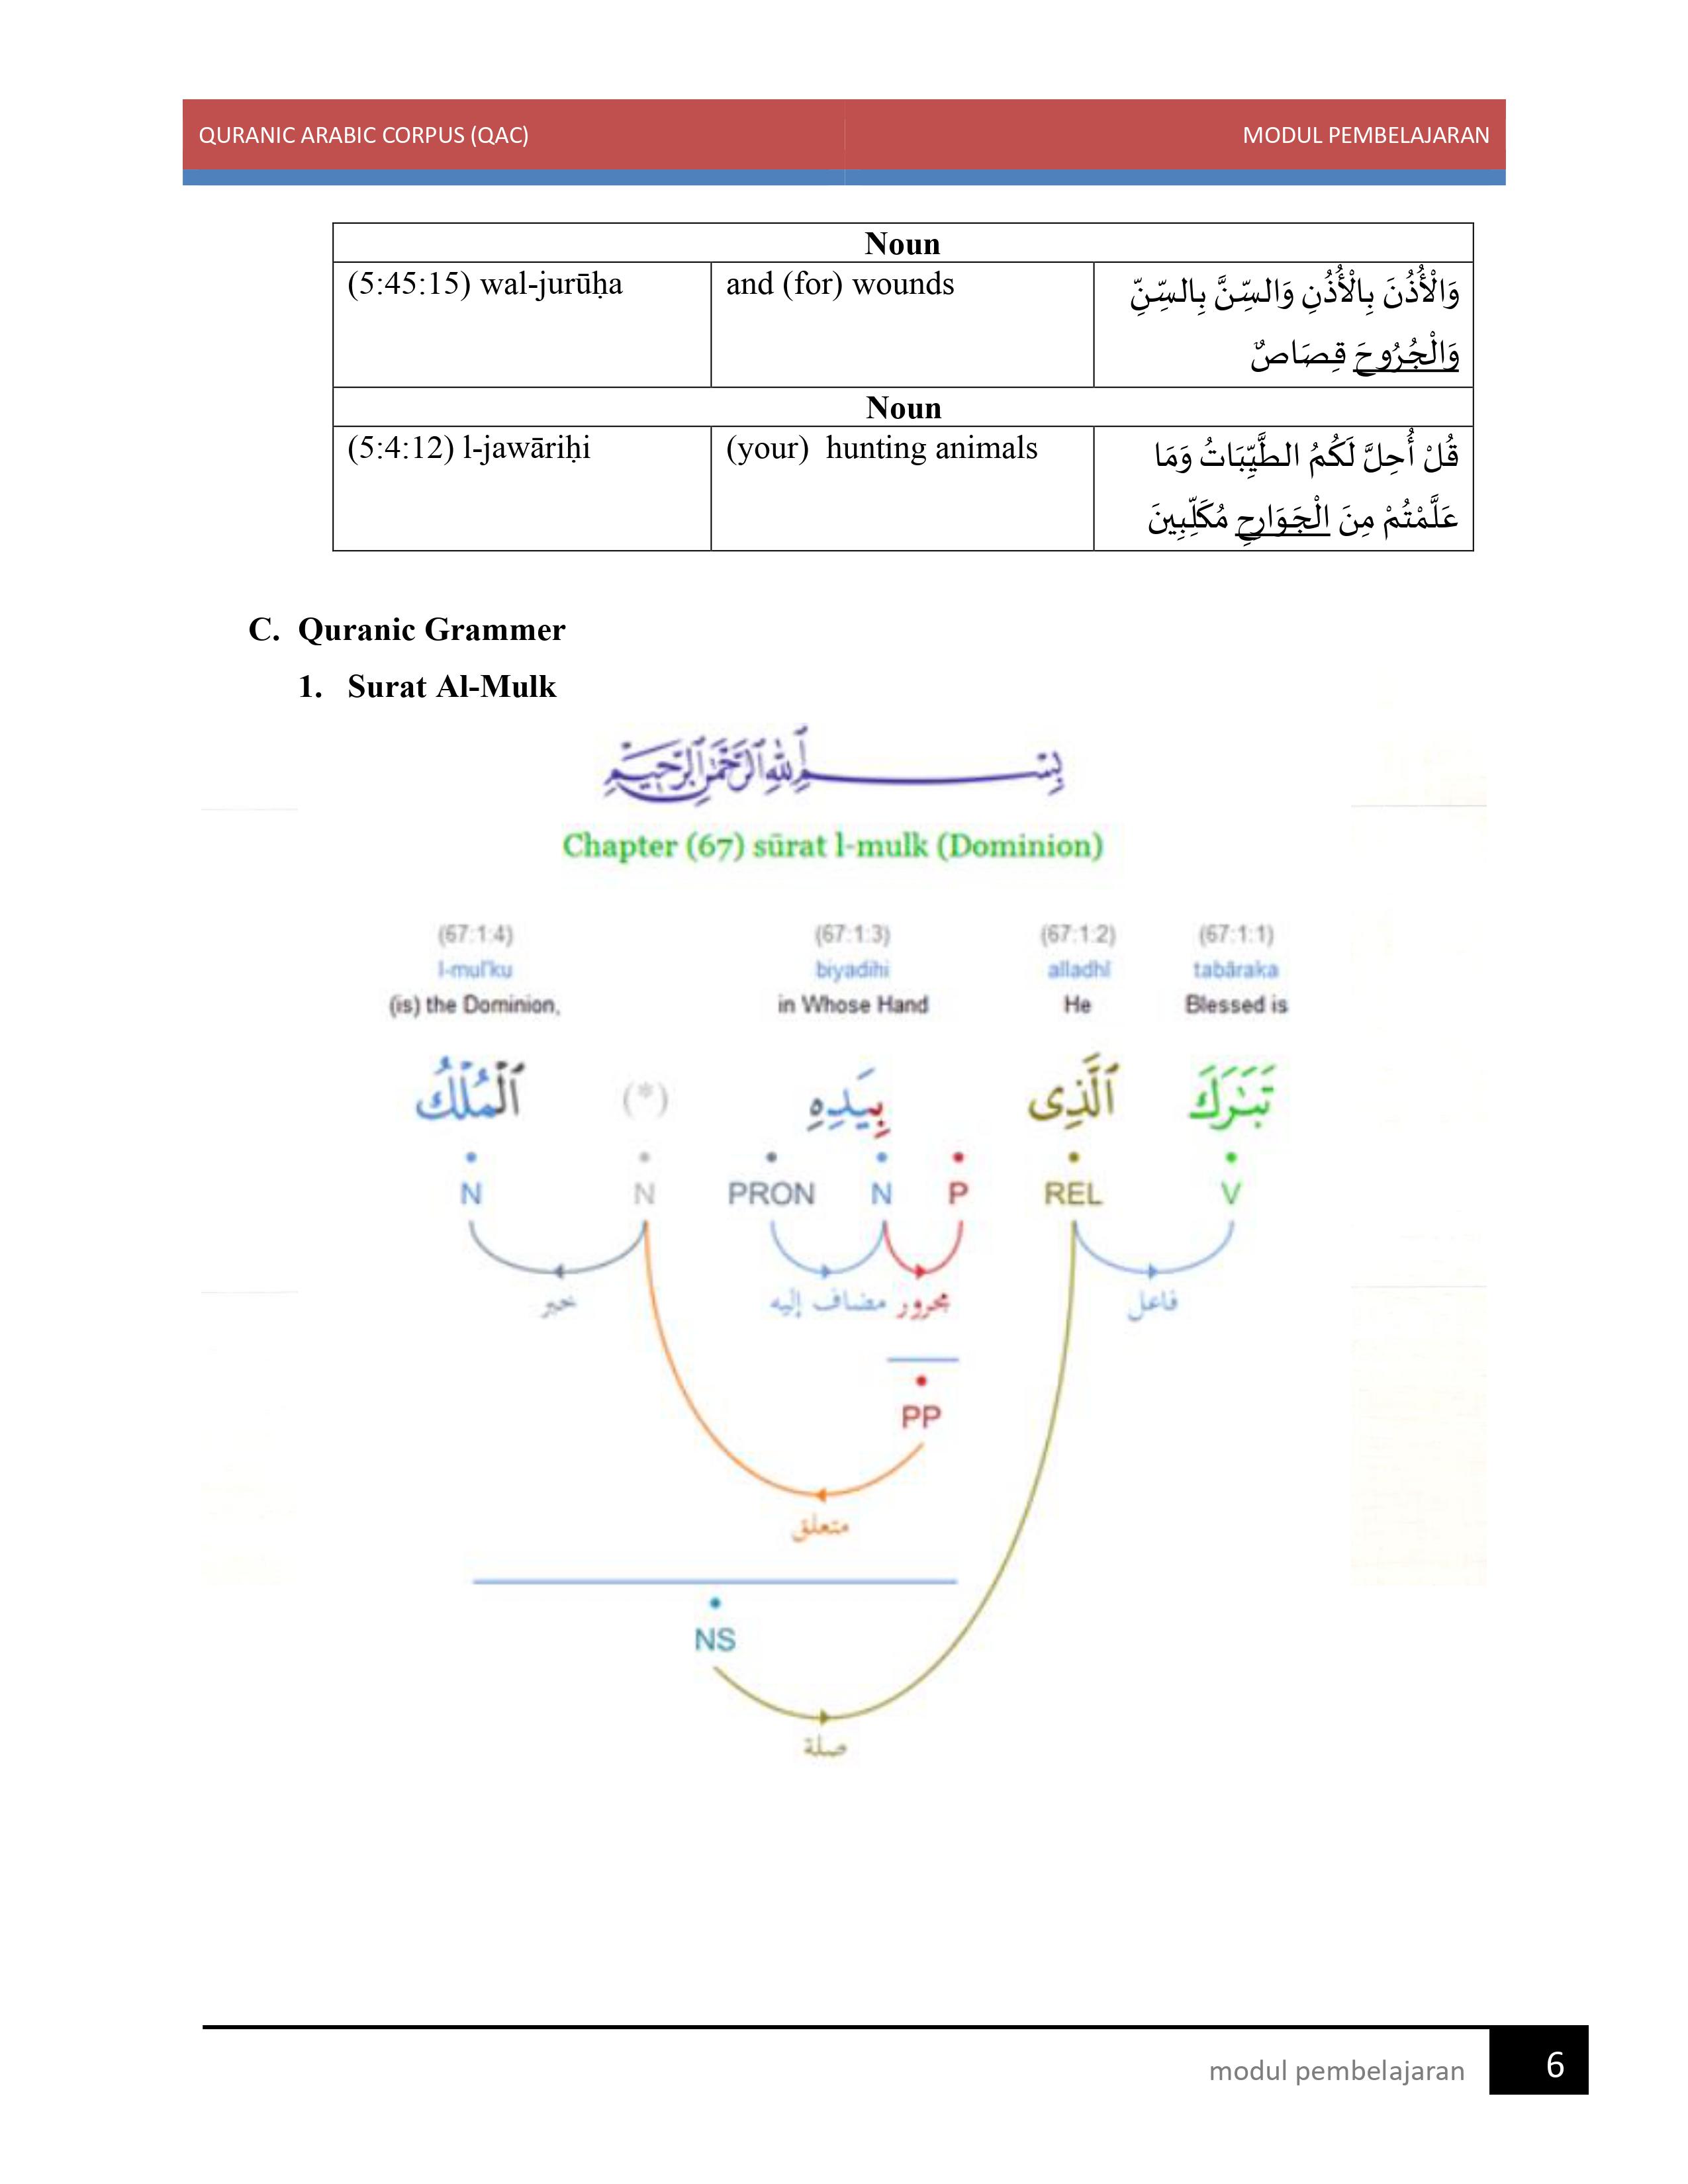 QURANIC ARABIC CORPUS (QAC) MODUL PEMBELAJARAN
Noun
(5:45:15) wal-jurūḥa and (for) wounds وَالْأُذُنَ بِالْأُذُنِ وَالسِّنَّ بِالسِّنِّ
وَالْجُرُوحَ قِصَاصٌ
Noun
(5:4:12) l-jawāriḥi (your) hunting animals قُلْ أُحِلَّ لَكُمُ الطَّيِّبَاتُ وَمَا
عَلَّمْتُمْ مِنَ الْجَوَارِحِ مُكَلِّبِينَ
C. Quranic Grammer
1. Surat Al-Mulk
بِسْمِ ٱللَّهِ ٱلرَّحْمَٰنِ ٱلرَّحِيمِ
Chapter (67) sūrat l-mulk (Dominion)
(67:1:4) (67:1:3) (67:1:2) (67:1:1)
l-mul'ku biyadihi alladhī tabāraka
(is) the Dominion, in Whose Hand He Blessed is
تَبَٰرَكَ ٱلَّذِى بِيَدِهِ (*) ٱلْمُلْكُ
N N PRON N P REL V
فاعل مجرور مضاف إليه خبر
PP
متعلق
NS
صلة
modul pembelajaran 6